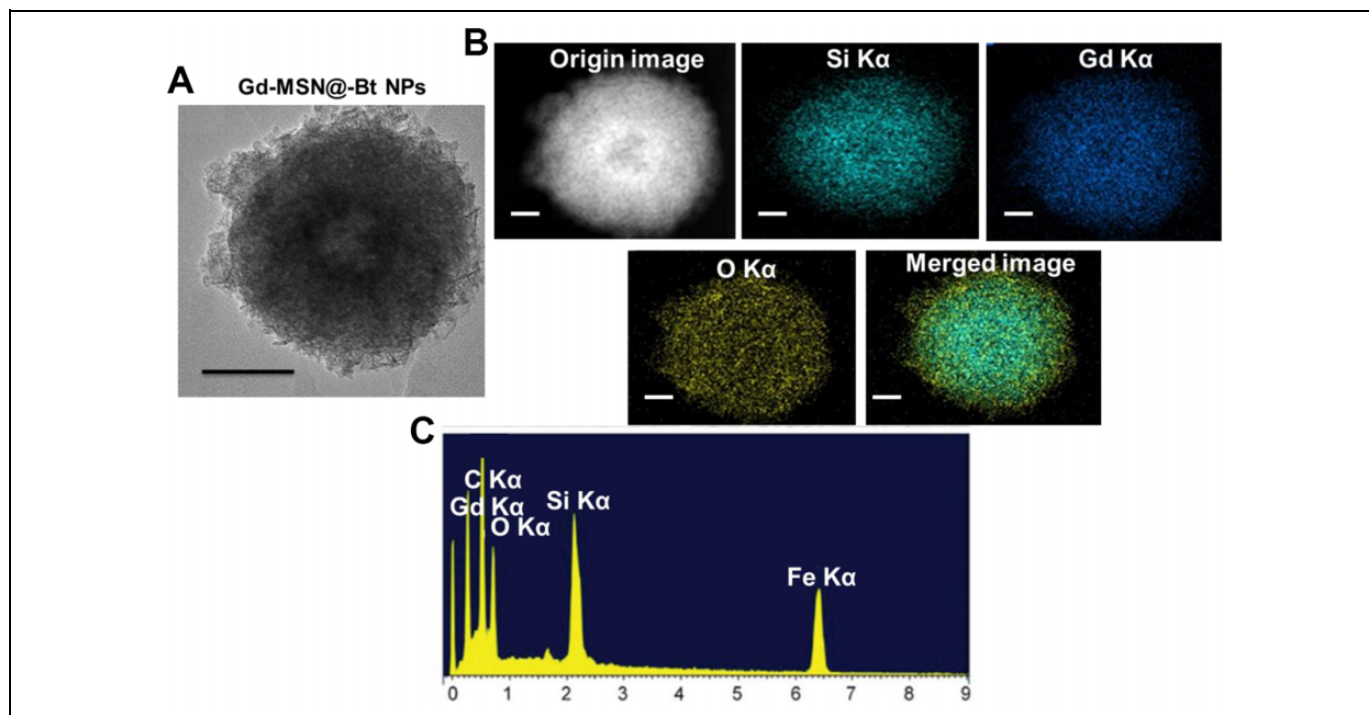 A
Gd-MSN@-Bt NPs
B
Origin image
Si Kα
Gd Kα
O Kα
Merged image
C
C Kα
Gd Kα
O Kα
Si Kα
Fe Kα
0 1 2 3 4 5 6 7 8 9